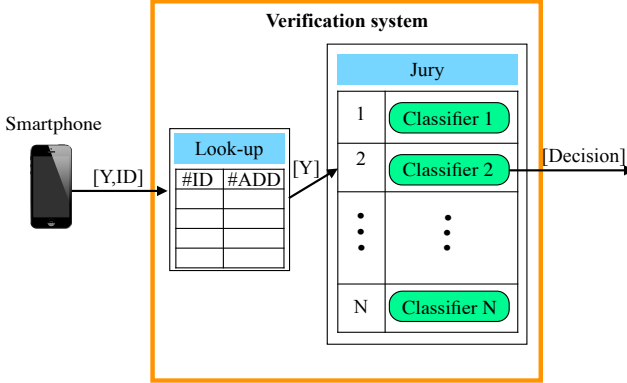 Verification system
Smartphone
[Y,ID]
Look-up
#ID #ADD
[Y]
Jury
1 Classifier 1
2 Classifier 2
N Classifier N
[Decision]